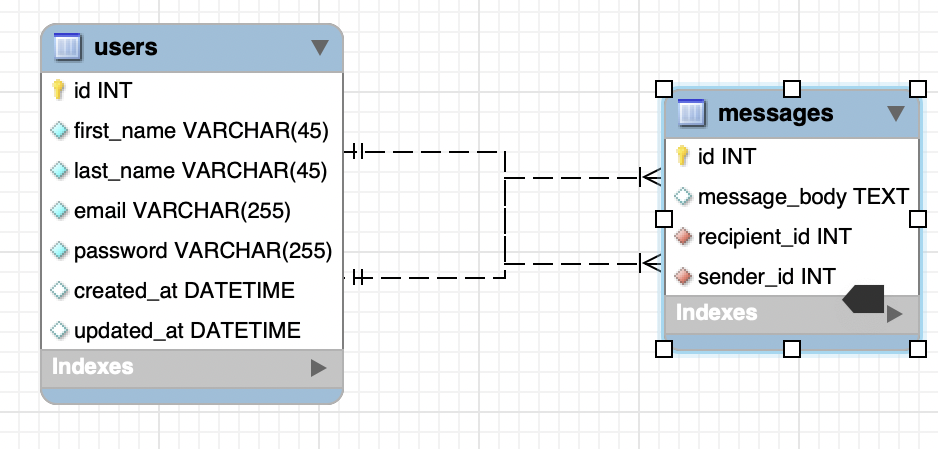 users
id INT
first_name VARCHAR(45)
last_name VARCHAR(45)
email VARCHAR(255)
password VARCHAR(255)
created_at DATETIME
updated_at DATETIME
Indexes
messages
id INT
message_body TEXT
recipient_id INT
sender_id INT
Indexes